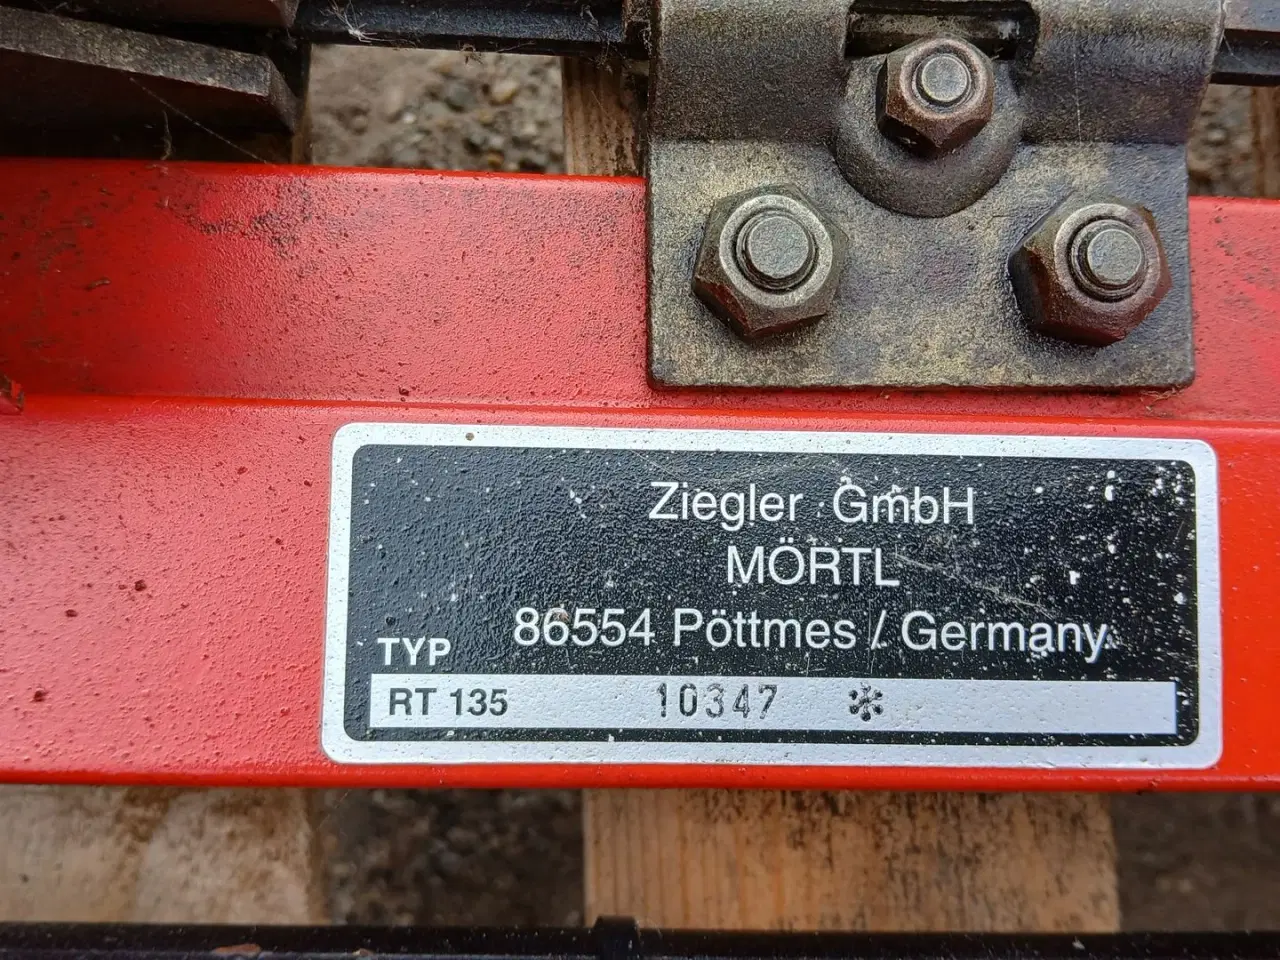 Ziegler GmbH
MÖRTL
86554 Pöttmes / Germany
TYP
RT 135 10347 *